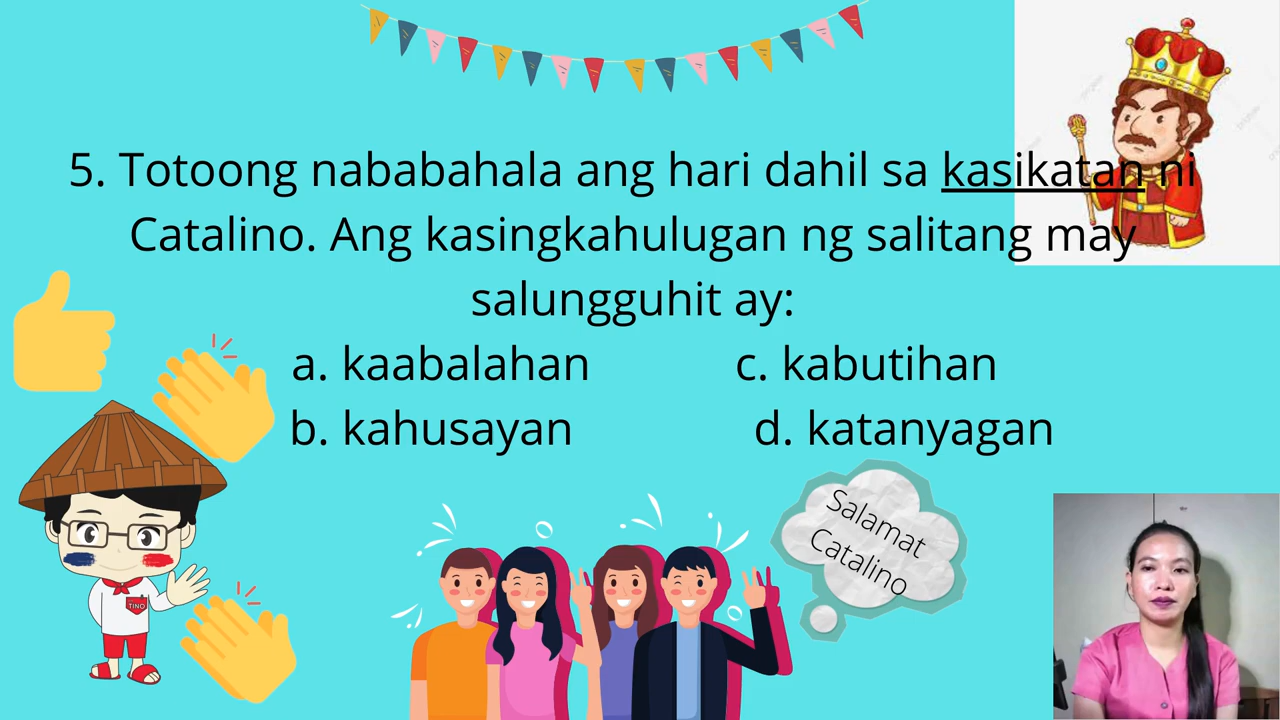 5. Totoong nababahala ang hari dahil sa kasikatan ni
Catalino. Ang kasingkahulugan ng salitang may
salungguhit ay:
a. kaabalahan c. kabutihan
b. kahusayan d. katanyagan
Salamat
Catalino
TINO